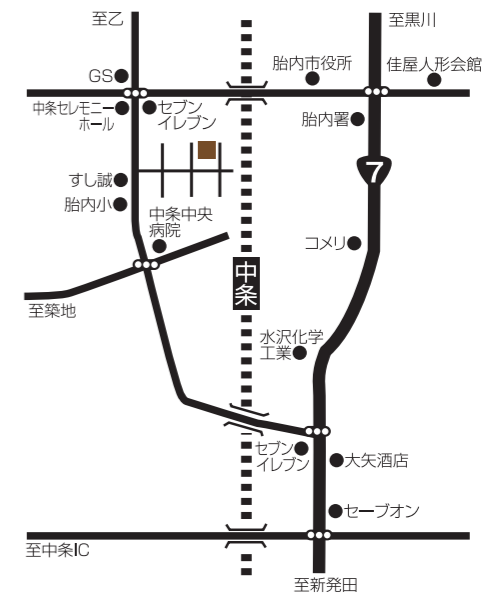 至乙
至黒川
胎内市役所
佳屋人形会館
GS
中条セレモニー
ホール
セブン
イレブン
胎内署
7
すし誠
胎内小
中条中央
病院
コメリ
中条
至築地
水沢化学
工業
セブン
イレブン
大矢酒店
セーブオン
至中条IC
至新発田